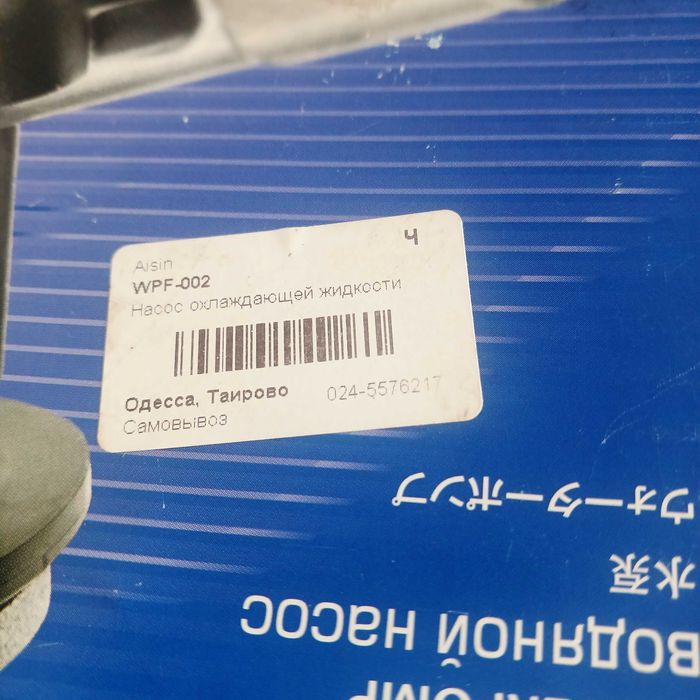 Ч
Aisin
WPF-002
Насос охлаждающей жидкости
Одесса, Таирово 024-5576217
Самовывоз
ウォーターポンプ
水泵
ВОДЯНОЙ НАСОС